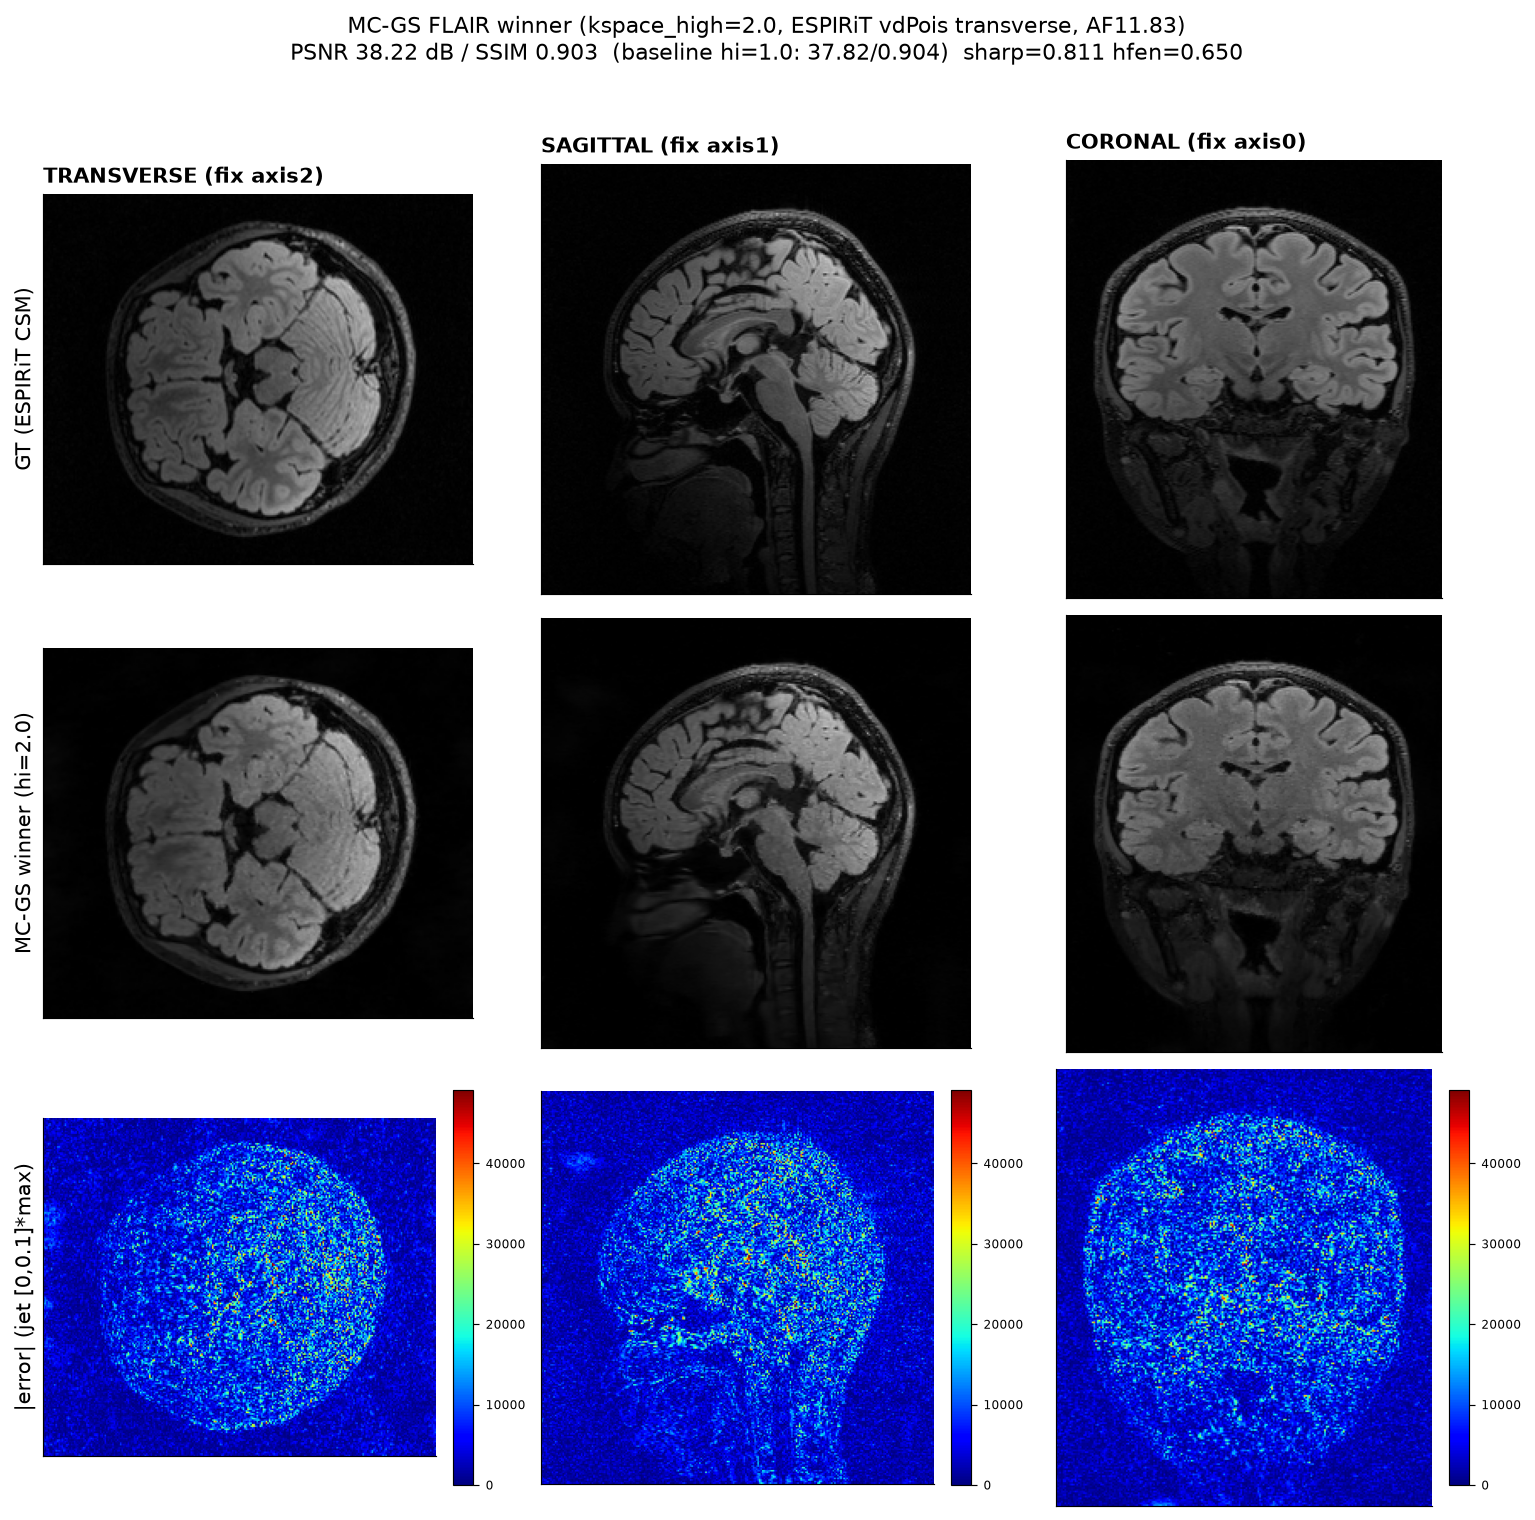 MC-GS FLAIR winner (kspace_high=2.0, ESPIRiT vdPois transverse, AF11.83)
PSNR 38.22 dB / SSIM 0.903  (baseline hi=1.0: 37.82/0.904)  sharp=0.811 hfen=0.650
TRANSVERSE (fix axis2)
SAGITTAL (fix axis1)
CORONAL (fix axis0)
GT (ESPIRiT CSM)
MC-GS winner (hi=2.0)
|error| (jet [0,0.1]*max)
40000
30000
20000
10000
0
40000
30000
20000
10000
0
40000
30000
20000
10000
0